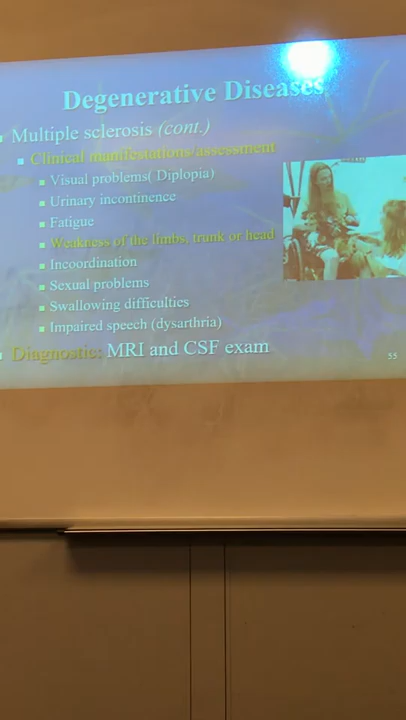 Degenerative Diseases
Multiple sclerosis (cont.)
Clinical manifestations/assessment
Visual problems( Diplopia)
Urinary incontinence
Fatigue
Weakness of the limbs, trunk or head
Incoordination
Sexual problems
Swallowing difficulties
Impaired speech (dysarthria)
Diagnostic: MRI and CSF exam
55